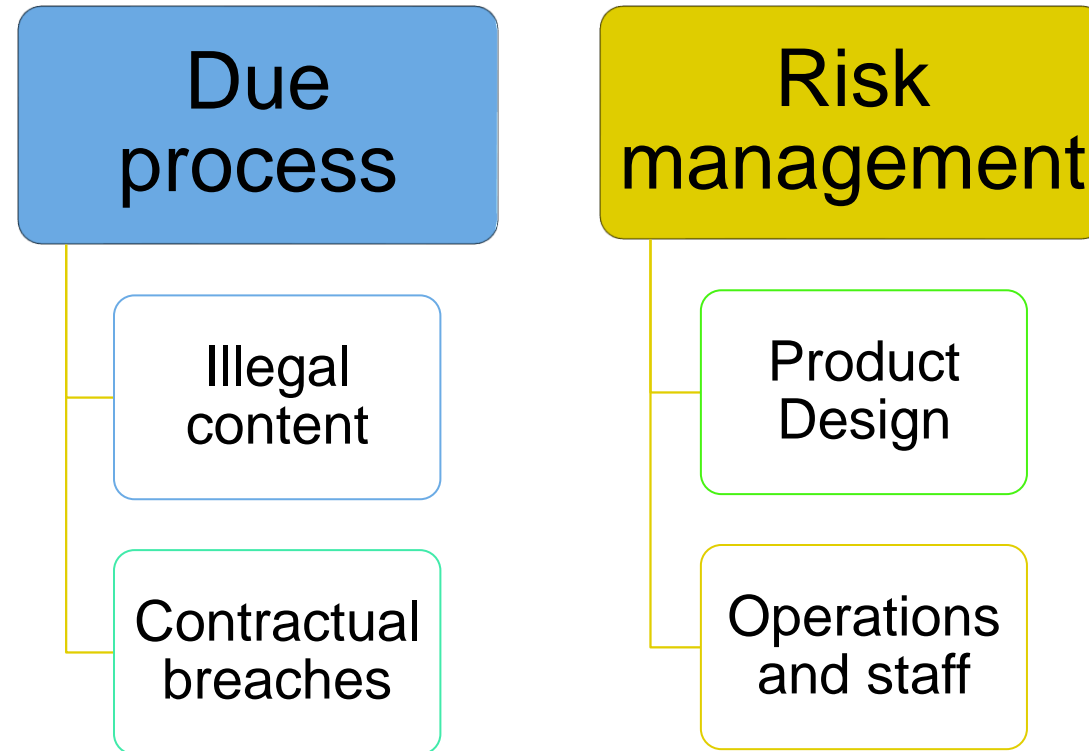 Due
process
Illegal
content
Contractual
breaches
Risk
management
Product
Design
Operations
and staff